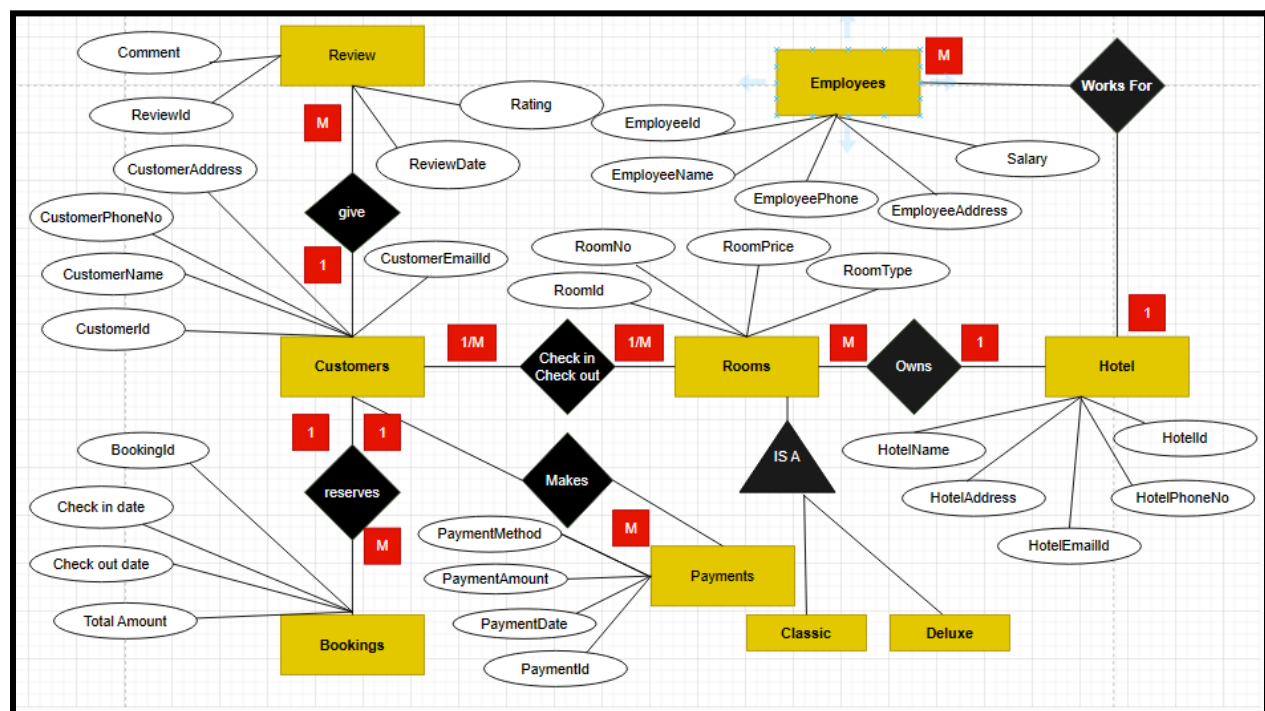 Comment
Review
M
Employees
Works For
ReviewId
Rating
EmployeeId
M
Salary
CustomerAddress
ReviewDate
EmployeeName
EmployeePhone
EmployeeAddress
CustomerPhoneNo
give
RoomNo
RoomPrice
CustomerName
1
CustomerEmailId
RoomType
RoomId
CustomerId
1
Customers
1/M
Check in
Check out
1/M
Rooms
M
Owns
1
Hotel
1
1
BookingId
HotelName
HotelId
IS A
reserves
Makes
HotelAddress
HotelPhoneNo
Check in date
PaymentMethod
M
HotelEmailId
M
Check out date
PaymentAmount
Payments
Total Amount
PaymentDate
Bookings
Classic
Deluxe
PaymentId